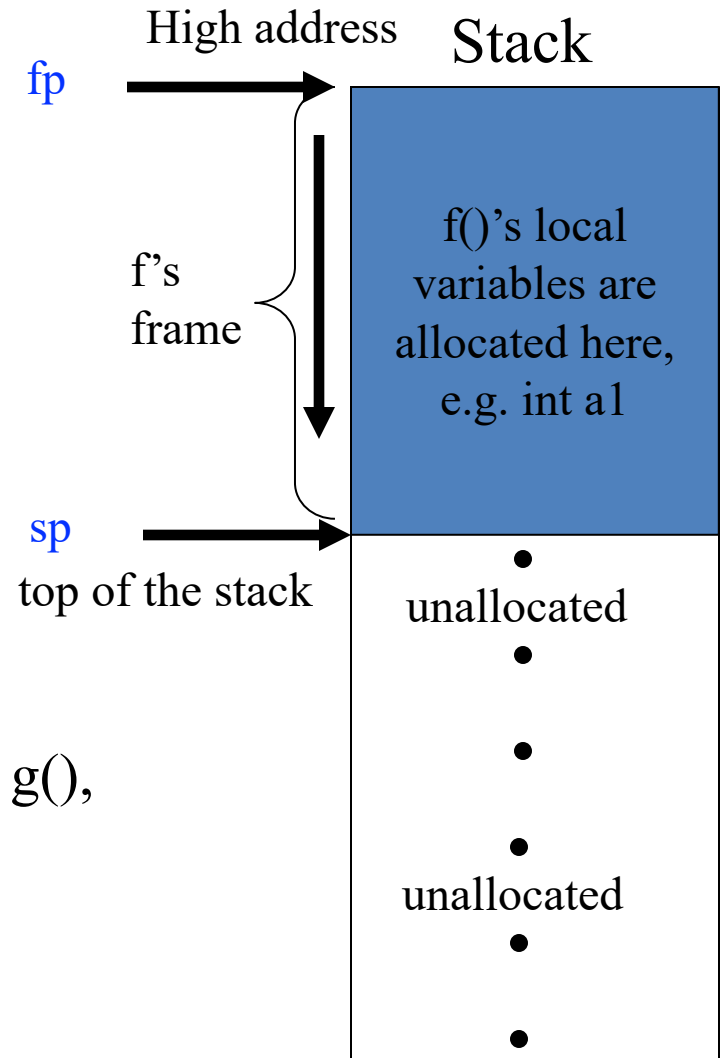 High address
Stack
fp
f()’s local
variables are
allocated here,
e.g. int a1
f’s
frame
sp
top of the stack
unallocated
g(),
unallocated